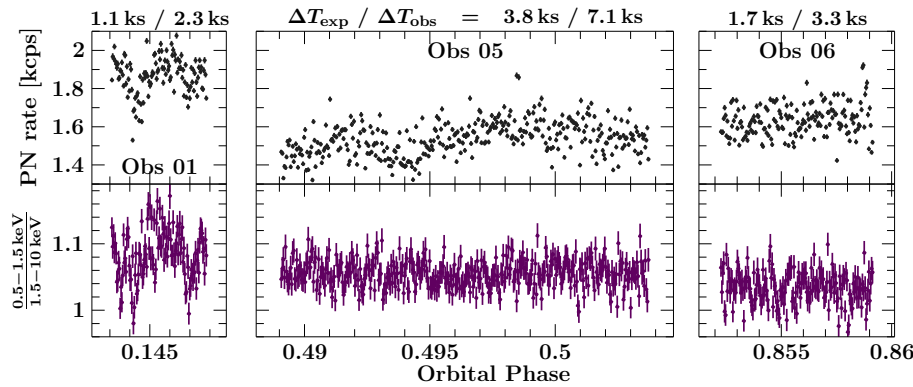 1.1 ks / 2.3 ks ΔT_exp / ΔT_obs = 3.8 ks / 7.1 ks 1.7 ks / 3.3 ks
PN rate [kcps]
2
1.8
1.6
1.4
Obs 01
Obs 05
Obs 06
0.5−1.5 keV
1.5−10 keV
1.1
1
0.145 0.49 0.495 0.5 0.855 0.86
Orbital Phase